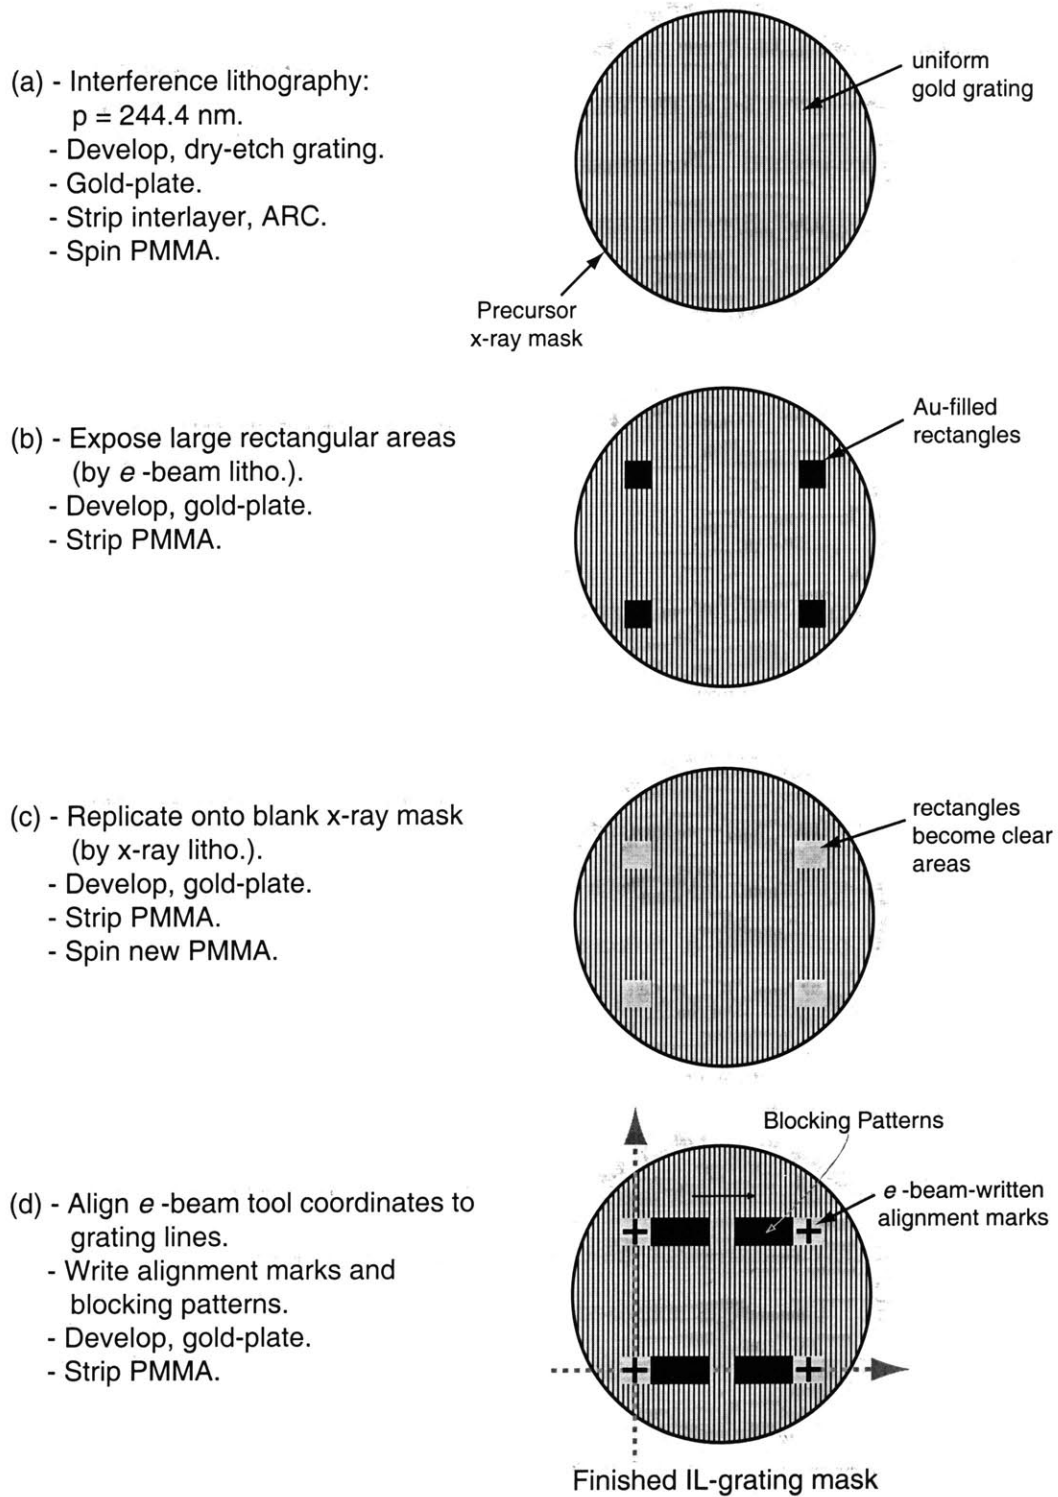 (a) - Interference lithography:
p = 244.4 nm.
- Develop, dry-etch grating.
- Gold-plate.
- Strip interlayer, ARC.
- Spin PMMA.
uniform
gold grating
Precursor
x-ray mask
(b) - Expose large rectangular areas
(by e -beam litho.).
- Develop, gold-plate.
- Strip PMMA.
Au-filled
rectangles
(c) - Replicate onto blank x-ray mask
(by x-ray litho.).
- Develop, gold-plate.
- Strip PMMA.
- Spin new PMMA.
rectangles
become clear
areas
(d) - Align e -beam tool coordinates to
grating lines.
- Write alignment marks and
blocking patterns.
- Develop, gold-plate.
- Strip PMMA.
Blocking Patterns
e -beam-written
alignment marks
Finished IL-grating mask